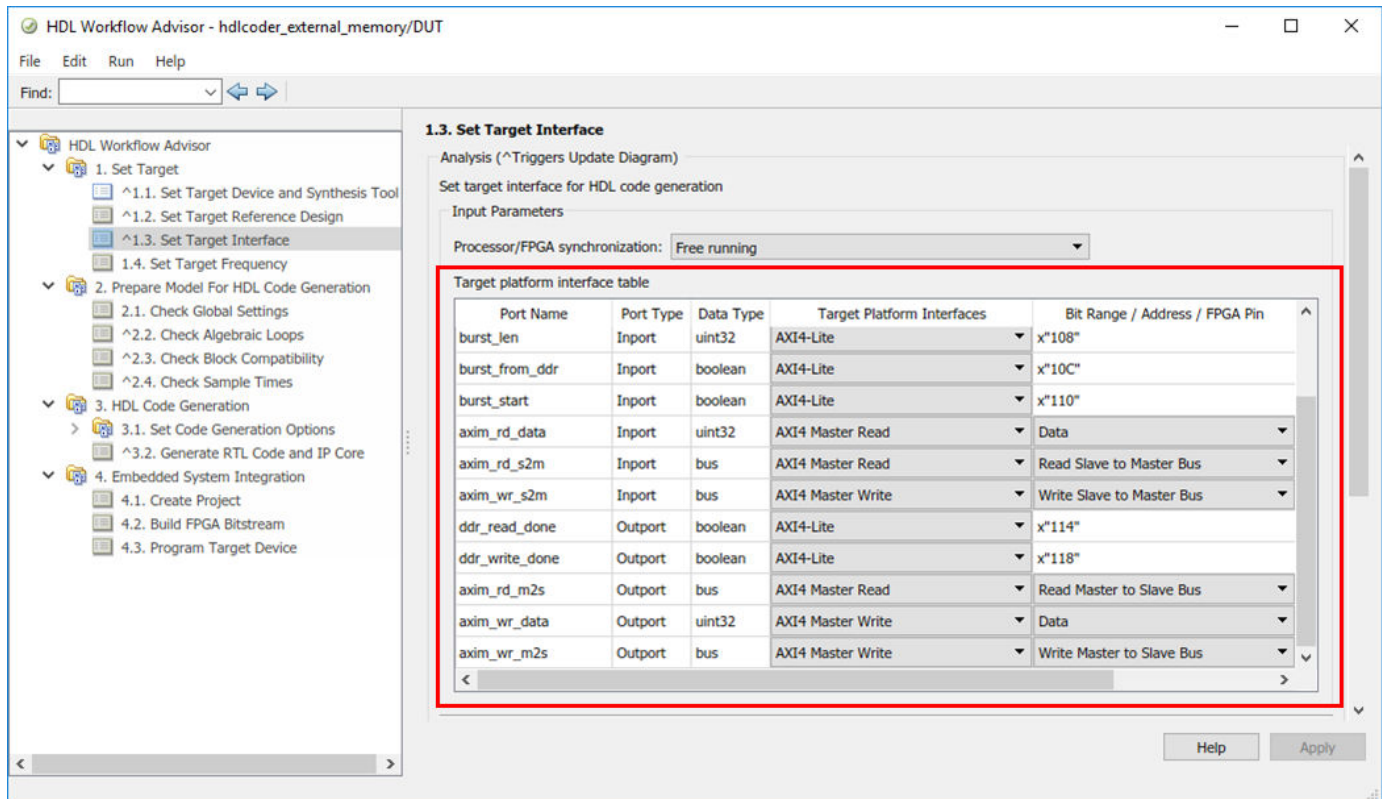 HDL Workflow Advisor - hdlcoder_external_memory/DUT
File Edit Run Help
Find:
HDL Workflow Advisor
1. Set Target
^1.1. Set Target Device and Synthesis Tool
^1.2. Set Target Reference Design
^1.3. Set Target Interface
1.4. Set Target Frequency
2. Prepare Model For HDL Code Generation
2.1. Check Global Settings
^2.2. Check Algebraic Loops
^2.3. Check Block Compatibility
^2.4. Check Sample Times
3. HDL Code Generation
3.1. Set Code Generation Options
^3.2. Generate RTL Code and IP Core
4. Embedded System Integration
4.1. Create Project
4.2. Build FPGA Bitstream
4.3. Program Target Device
1.3. Set Target Interface
Analysis (^Triggers Update Diagram)
Set target interface for HDL code generation
Input Parameters
Processor/FPGA synchronization: Free running
Target platform interface table
Port Name Port Type Data Type Target Platform Interfaces Bit Range / Address / FPGA Pin
burst_len Inport uint32 AXI4-Lite x"108"
burst_from_ddr Inport boolean AXI4-Lite x"10C"
burst_start Inport boolean AXI4-Lite x"110"
axim_rd_data Inport uint32 AXI4 Master Read Data
axim_rd_s2m Inport bus AXI4 Master Read Read Slave to Master Bus
axim_wr_s2m Inport bus AXI4 Master Write Write Slave to Master Bus
ddr_read_done Outport boolean AXI4-Lite x"114"
ddr_write_done Outport boolean AXI4-Lite x"118"
axim_rd_m2s Outport bus AXI4 Master Read Read Master to Slave Bus
axim_wr_data Outport uint32 AXI4 Master Write Data
axim_wr_m2s Outport bus AXI4 Master Write Write Master to Slave Bus
Help Apply